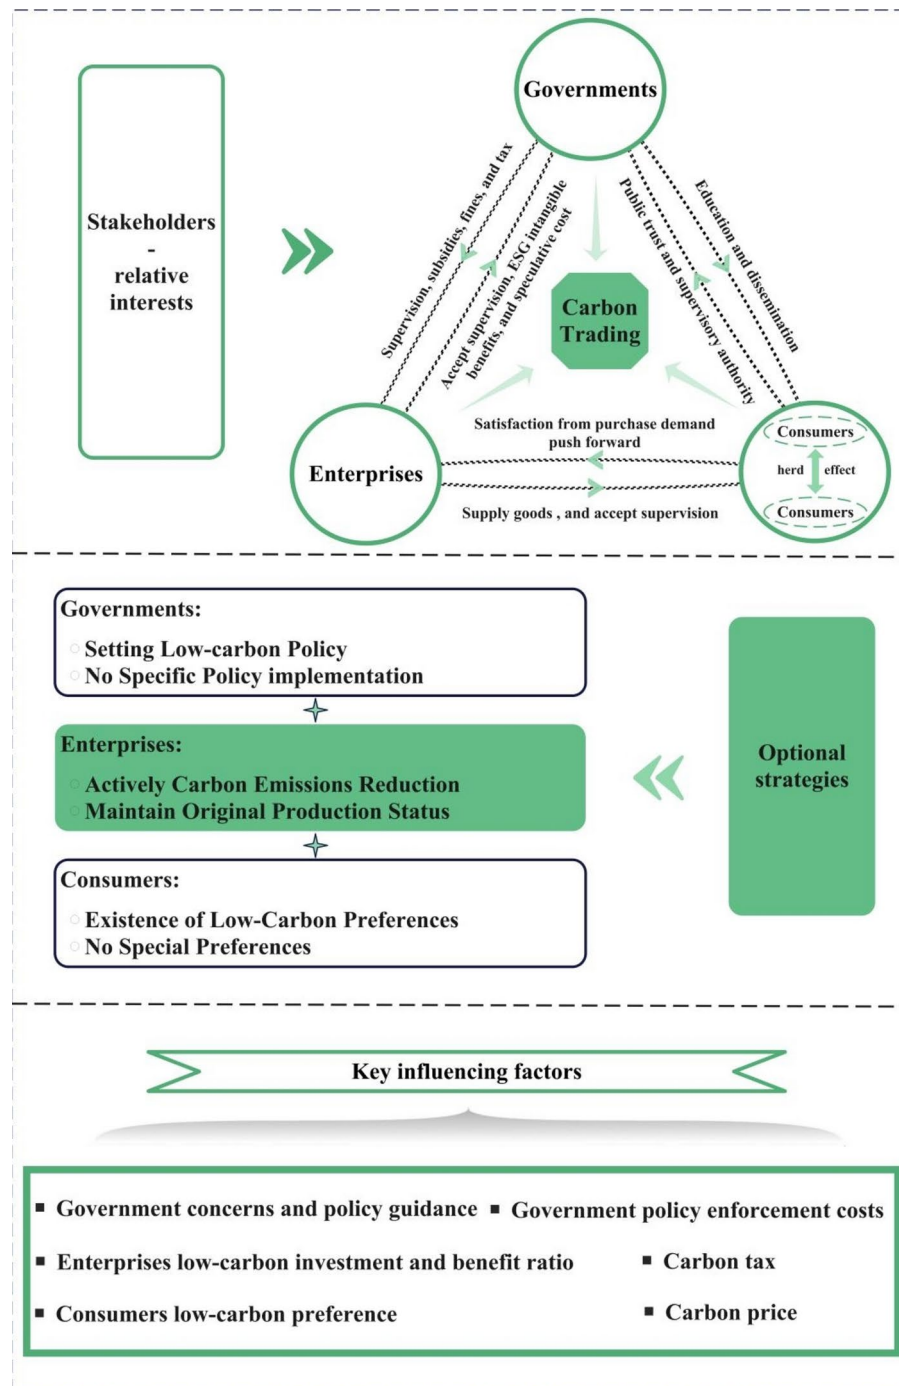 Governments
Stakeholders
-
relative
interests
Supervision, subsidies, fines, and tax
Accept supervision, ESG intangible
benefits, and speculative cost
Public trust and supervisory authority
Education and dissemination
Carbon
Trading
Enterprises
Satisfaction from purchase demand
push forward
Supply goods , and accept supervision
Consumers
herd effect
Consumers
Governments:
Setting Low-carbon Policy
No Specific Policy implementation
Enterprises:
Actively Carbon Emissions Reduction
Maintain Original Production Status
Consumers:
Existence of Low-Carbon Preferences
No Special Preferences
Optional
strategies
Key influencing factors
▪ Government concerns and policy guidance ▪ Government policy enforcement costs
▪ Enterprises low-carbon investment and benefit ratio ▪ Carbon tax
▪ Consumers low-carbon preference ▪ Carbon price